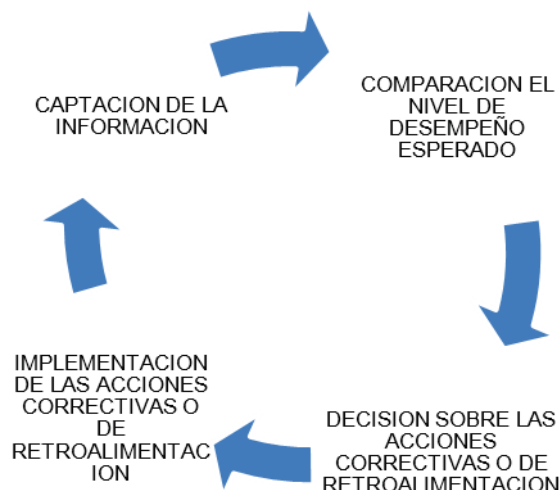 CAPTACION DE LA
INFORMACION
COMPARACION EL
NIVEL DE
DESEMPEÑO
ESPERADO
DECISION SOBRE LAS
ACCIONES
CORRECTIVAS O DE
RETROALIMENTACION
IMPLEMENTACION
DE LAS ACCIONES
CORRECTIVAS O
DE
RETROALIMENTAC
ION